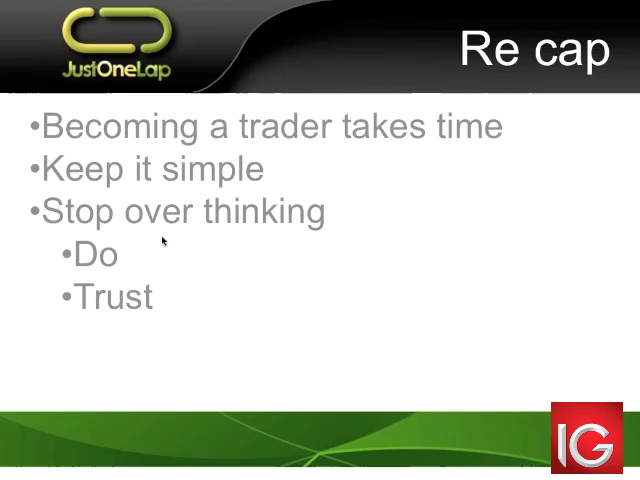 JustOneLap
Re cap
•Becoming a trader takes time
•Keep it simple
•Stop over thinking
•Do
•Trust
IG